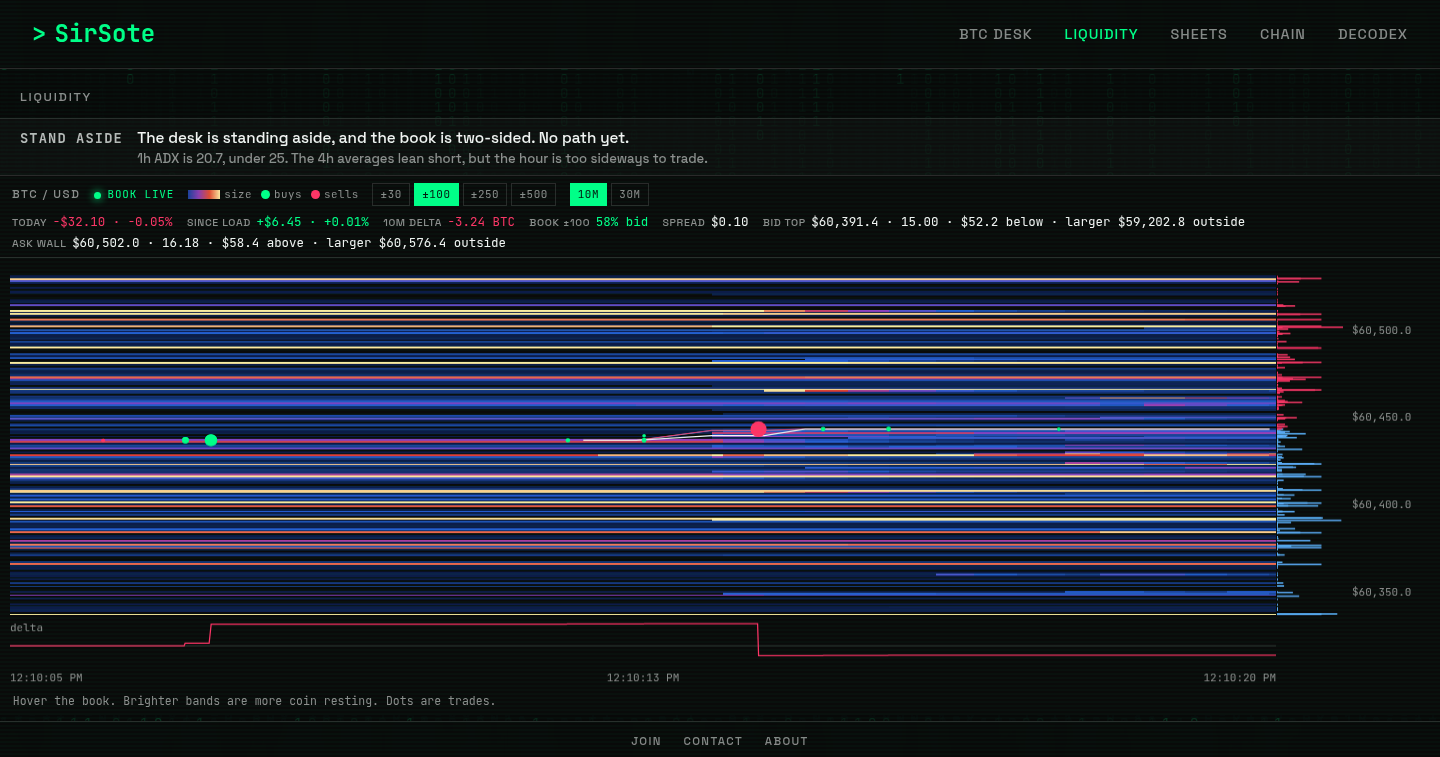 > SirSote
BTC DESK LIQUIDITY SHEETS CHAIN DECODEX
LIQUIDITY
STAND ASIDE The desk is standing aside, and the book is two-sided. No path yet.
1h ADX is 20.7, under 25. The 4h averages lean short, but the hour is too sideways to trade.
BTC / USD BOOK LIVE size buys sells ±30 ±100 ±250 ±500 10M 30M
TODAY -$32.10 · -0.05% SINCE LOAD +$6.45 · +0.01% 10M DELTA -3.24 BTC BOOK ±100 58% bid SPREAD $0.10 BID TOP $60,391.4 · 15.00 · $52.2 below · larger $59,202.8 outside
ASK WALL $60,502.0 · 16.18 · $58.4 above · larger $60,576.4 outside
$60,500.0
$60,450.0
$60,400.0
$60,350.0
delta
12:10:05 PM 12:10:13 PM 12:10:20 PM
Hover the book. Brighter bands are more coin resting. Dots are trades.
JOIN CONTACT ABOUT